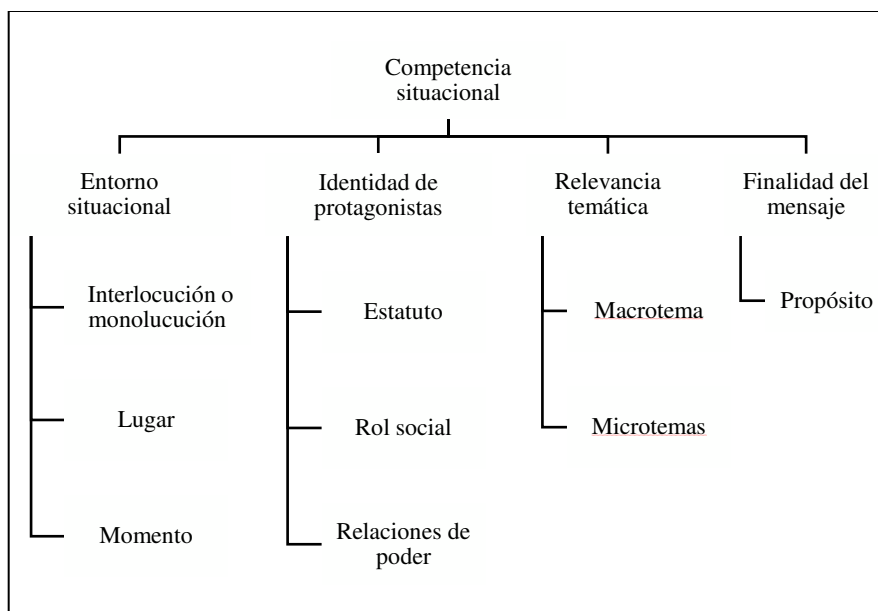 Competencia
situacional
Entorno
situacional
Identidad de
protagonistas
Relevancia
temática
Finalidad del
mensaje
Interlocución o
monolucución
Lugar
Momento
Estatuto
Rol social
Relaciones de
poder
Macrotema
Microtemas
Propósito